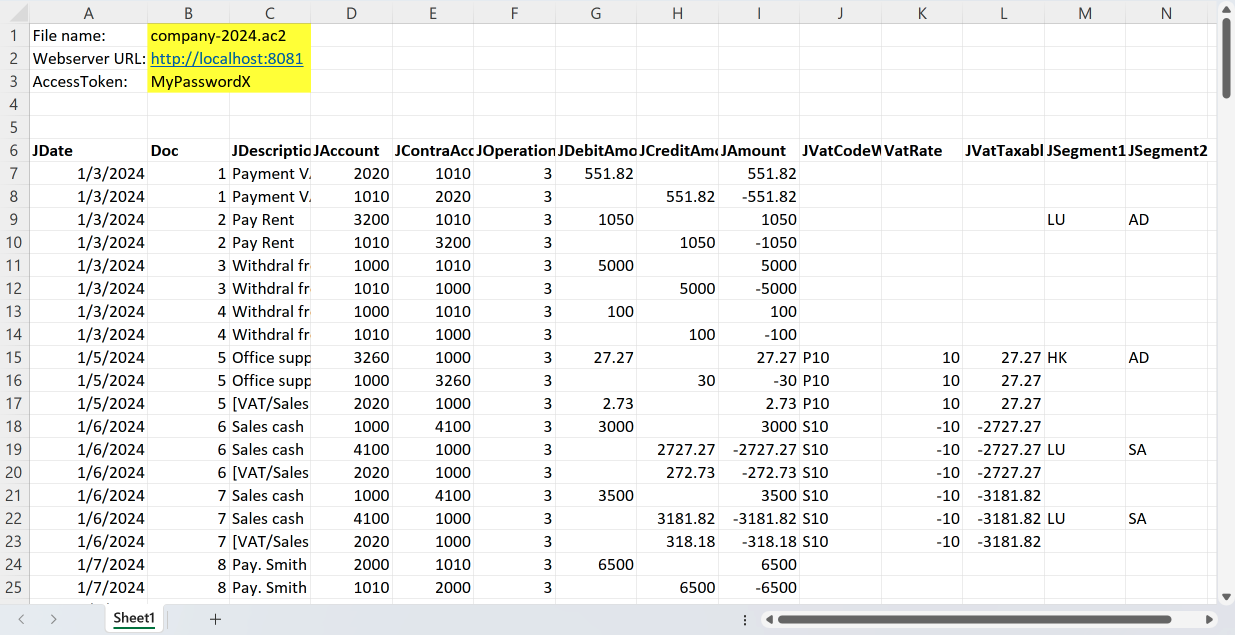 A B C D E F G H I J K L M N
1 File name: company-2024.ac2
2 Webserver URL: http://localhost:8081
3 AccessToken: MyPasswordX
4
5
6 JDate Doc JDescriptio JAccount JContraAcc JOperation JDebitAmo JCreditAmo JAmount JVatCodeW VatRate JVatTaxabl JSegment1 JSegment2
7 1/3/2024 1 Payment VA 2020 1010 3 551.82 551.82
8 1/3/2024 1 Payment VA 1010 2020 3 551.82 -551.82
9 1/3/2024 2 Pay Rent 3200 1010 3 1050 1050 LU AD
10 1/3/2024 2 Pay Rent 1010 3200 3 1050 -1050
11 1/3/2024 3 Withdral fr 1000 1010 3 5000 5000
12 1/3/2024 3 Withdral fr 1010 1000 3 5000 -5000
13 1/3/2024 4 Withdral fr 1000 1010 3 100 100
14 1/3/2024 4 Withdral fr 1010 1000 3 100 -100
15 1/5/2024 5 Office supp 3260 1000 3 27.27 27.27 P10 10 27.27 HK AD
16 1/5/2024 5 Office supp 1000 3260 3 30 -30 P10 10 27.27
17 1/5/2024 5 [VAT/Sales 2020 1000 3 2.73 2.73 P10 10 27.27
18 1/6/2024 6 Sales cash 1000 4100 3 3000 3000 S10 -10 -2727.27
19 1/6/2024 6 Sales cash 4100 1000 3 2727.27 -2727.27 S10 -10 -2727.27 LU SA
20 1/6/2024 6 [VAT/Sales 2020 1000 3 272.73 -272.73 S10 -10 -2727.27
21 1/6/2024 7 Sales cash 1000 4100 3 3500 3500 S10 -10 -3181.82
22 1/6/2024 7 Sales cash 4100 1000 3 3181.82 -3181.82 S10 -10 -3181.82 LU SA
23 1/6/2024 7 [VAT/Sales 2020 1000 3 318.18 -318.18 S10 -10 -3181.82
24 1/7/2024 8 Pay. Smith 2000 1010 3 6500 6500
25 1/7/2024 8 Pay. Smith 1010 2000 3 6500 -6500
Sheet1